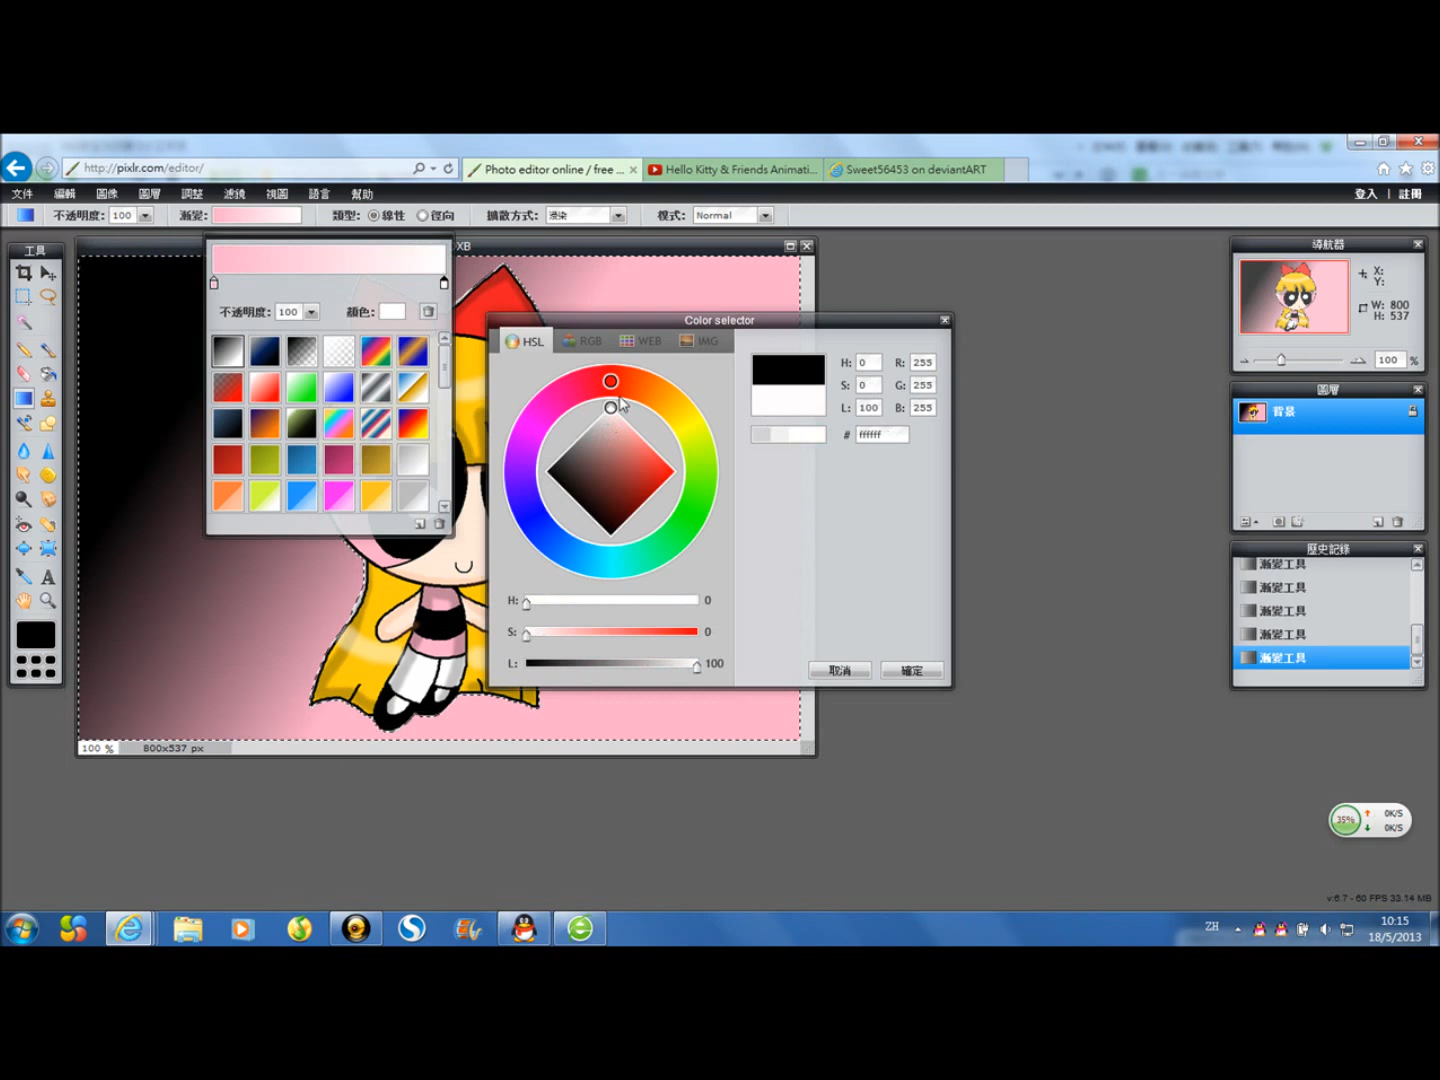 http://pixlr.com/editor/
Photo editor online / free ...
Hello Kitty & Friends Animati...
Sweet56453 on deviantART
文件 編輯 圖像 圖層 調整 濾鏡 視圖 語言 幫助
登入 | 註冊
不透明度: 100 漸變: 類型: 線性 徑向 擴散方式: 渲染 模式: Normal
工具
XB
不透明度: 100 顏色:
Color selector
HSL RGB WEB IMG
H: 0 R: 255
S: 0 G: 255
L: 100 B: 255
# ffffff
H: 0
S: 0
L: 100
取消 確定
100 % 800x537 px
導航器
X:
Y:
W: 800
H: 537
100 %
圖層
背景
歷史記錄
漸變工具
漸變工具
漸變工具
漸變工具
漸變工具
35% 0K/S
0K/S
v:6.7 - 60 FPS 33.14 MB
ZH
10:15
18/5/2013